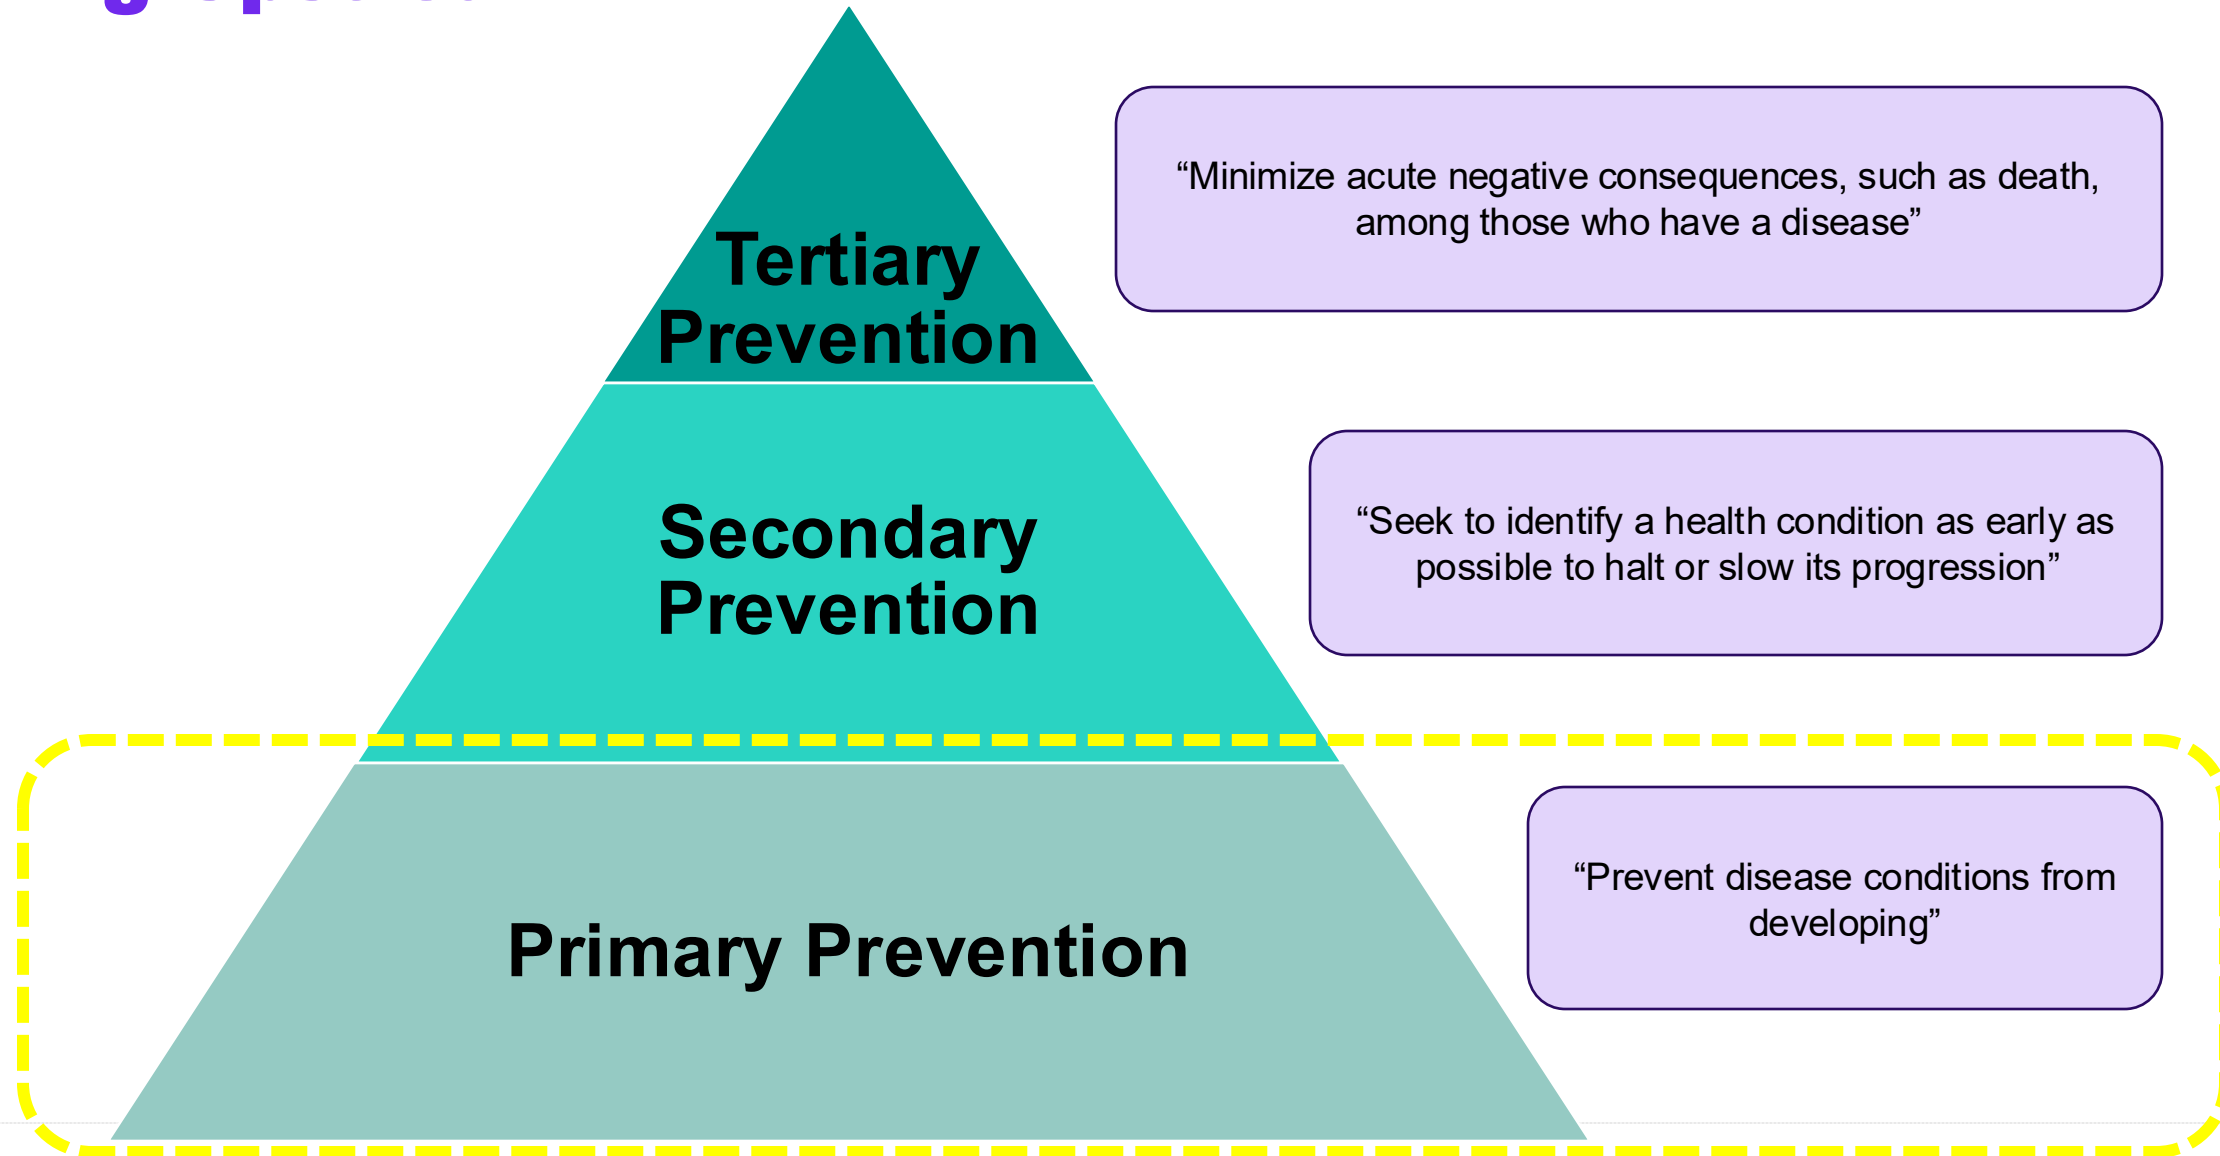 Tertiary
Prevention
“Minimize acute negative consequences, such as death,
among those who have a disease”
Secondary
Prevention
“Seek to identify a health condition as early as
possible to halt or slow its progression”
Primary Prevention
“Prevent disease conditions from
developing”